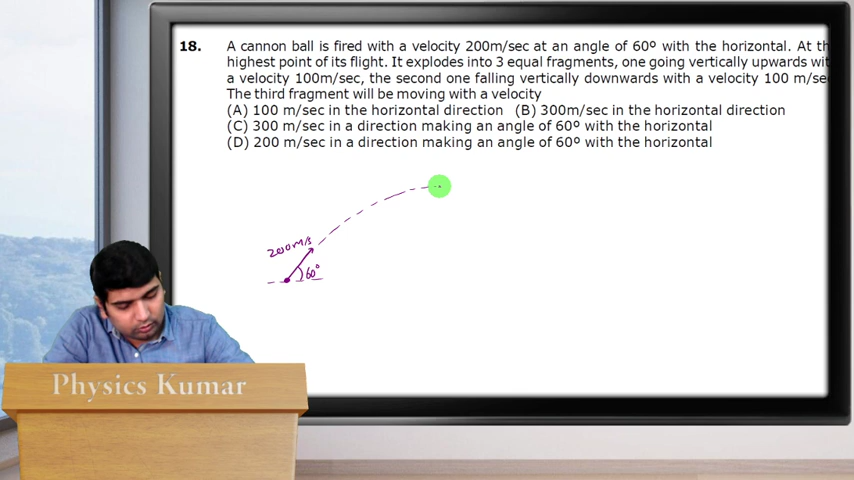 18. A cannon ball is fired with a velocity 200m/sec at an angle of 60º with the horizontal. At th
highest point of its flight. It explodes into 3 equal fragments, one going vertically upwards wit
a velocity 100m/sec, the second one falling vertically downwards with a velocity 100 m/se
The third fragment will be moving with a velocity
(A) 100 m/sec in the horizontal direction (B) 300m/sec in the horizontal direction
(C) 300 m/sec in a direction making an angle of 60º with the horizontal
(D) 200 m/sec in a direction making an angle of 60º with the horizontal
200m/s
60°
Physics Kumar